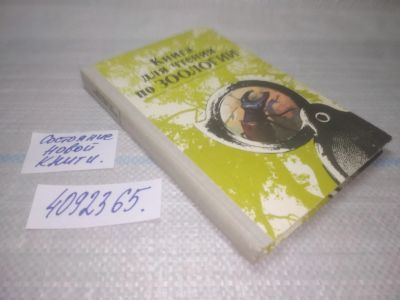 Книга
для чтения
по ЗООЛОГИИ
Состояние
новой
книги.
4092365.